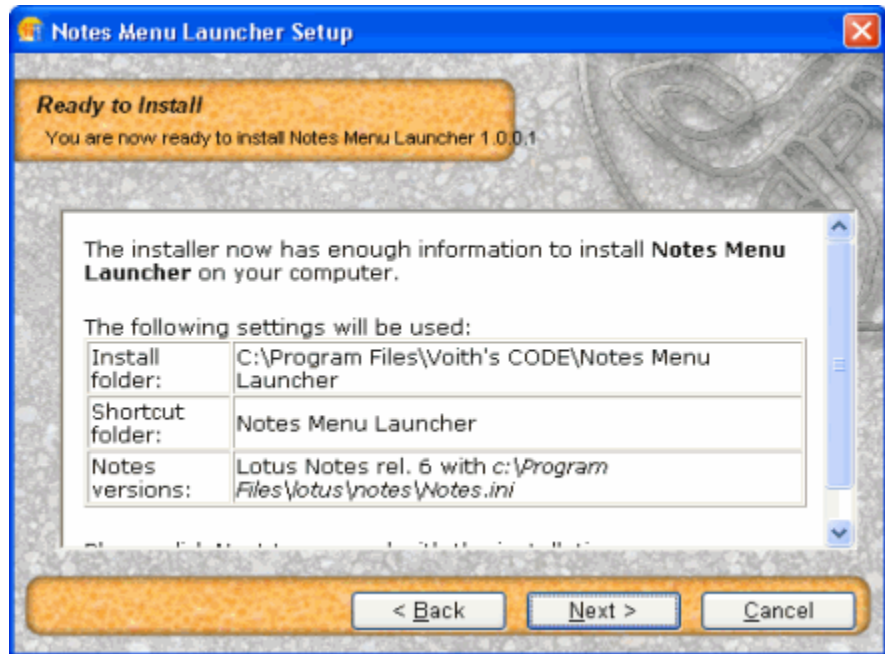 Notes Menu Launcher Setup
Ready to Install
You are now ready to install Notes Menu Launcher 1.0.0.1
The installer now has enough information to install Notes Menu
Launcher on your computer.
The following settings will be used:
Install
folder:
C:\Program Files\Voith's CODE\Notes Menu
Launcher
Shortcut
folder:
Notes Menu Launcher
Notes
versions:
Lotus Notes rel. 6 with c:\Program
Files\lotus\notes\Notes.ini
< Back
Next >
Cancel